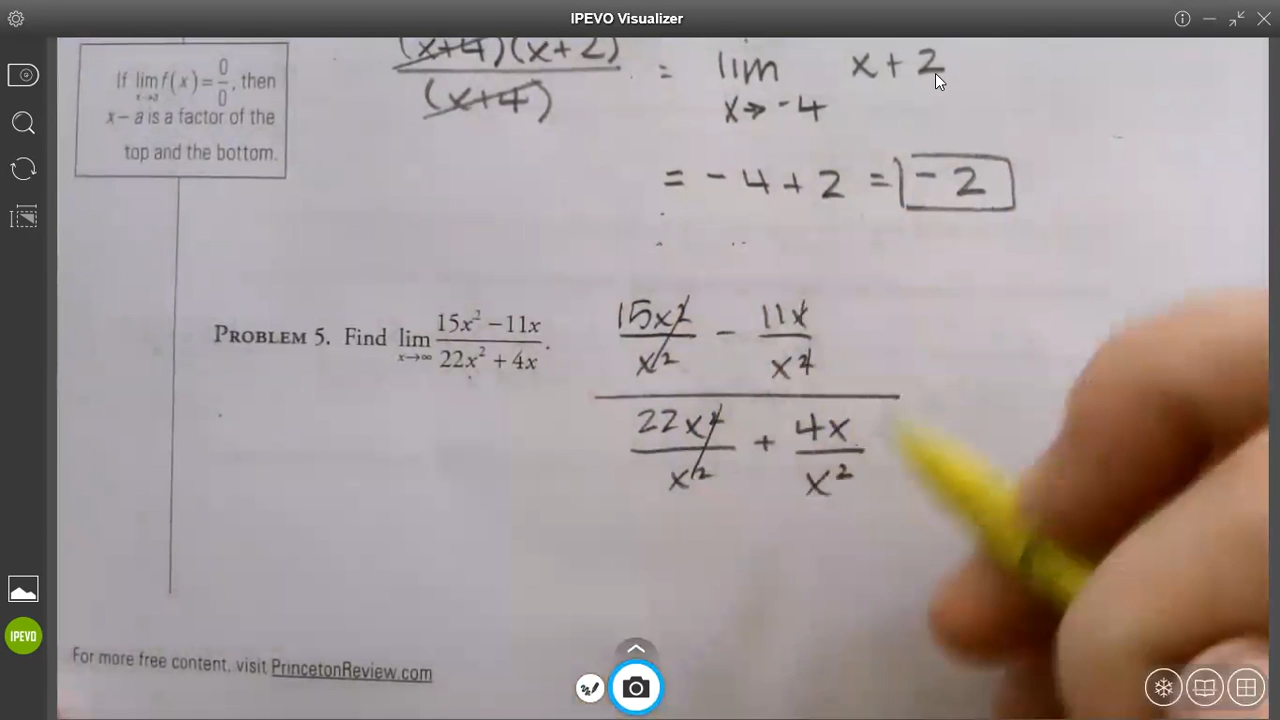 IPEVO Visualizer
(x+4)(x+2)
(x+4)
= lim x→-4 x + 2
= -4 + 2 = -2
If lim x→a f(x) = 0/0, then
x – a is a factor of the
top and the bottom.
PROBLEM 5. Find lim x→∞ (15x² – 11x)/(22x² + 4x).
15x²/x² - 11x/x²
22x²/x² + 4x/x²
For more free content, visit PrincetonReview.com
IPEVO